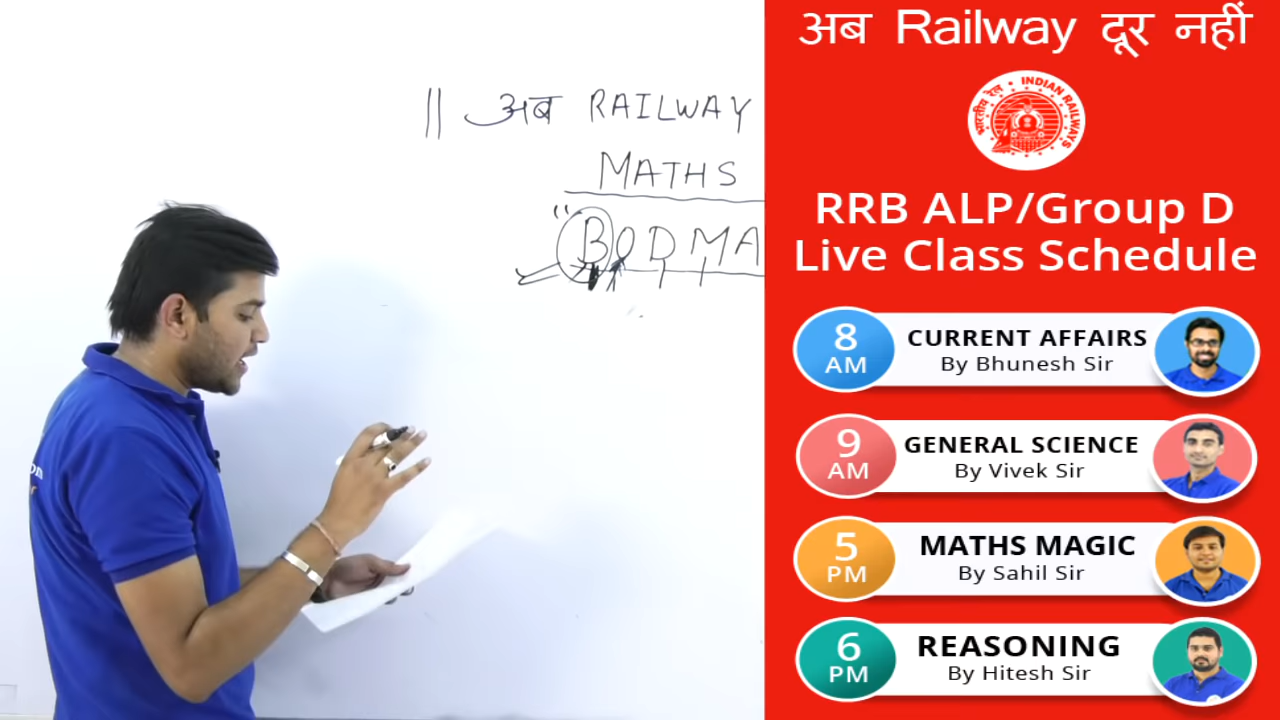 || अब RAILWAY
MATHS
"BODMA
om
अब Railway दूर नहीं
भारतीय रेल INDIAN RAILWAYS
RRB ALP/Group D
Live Class Schedule
8 AM
CURRENT AFFAIRS
By Bhunesh Sir
9 AM
GENERAL SCIENCE
By Vivek Sir
5 PM
MATHS MAGIC
By Sahil Sir
6 PM
REASONING
By Hitesh Sir